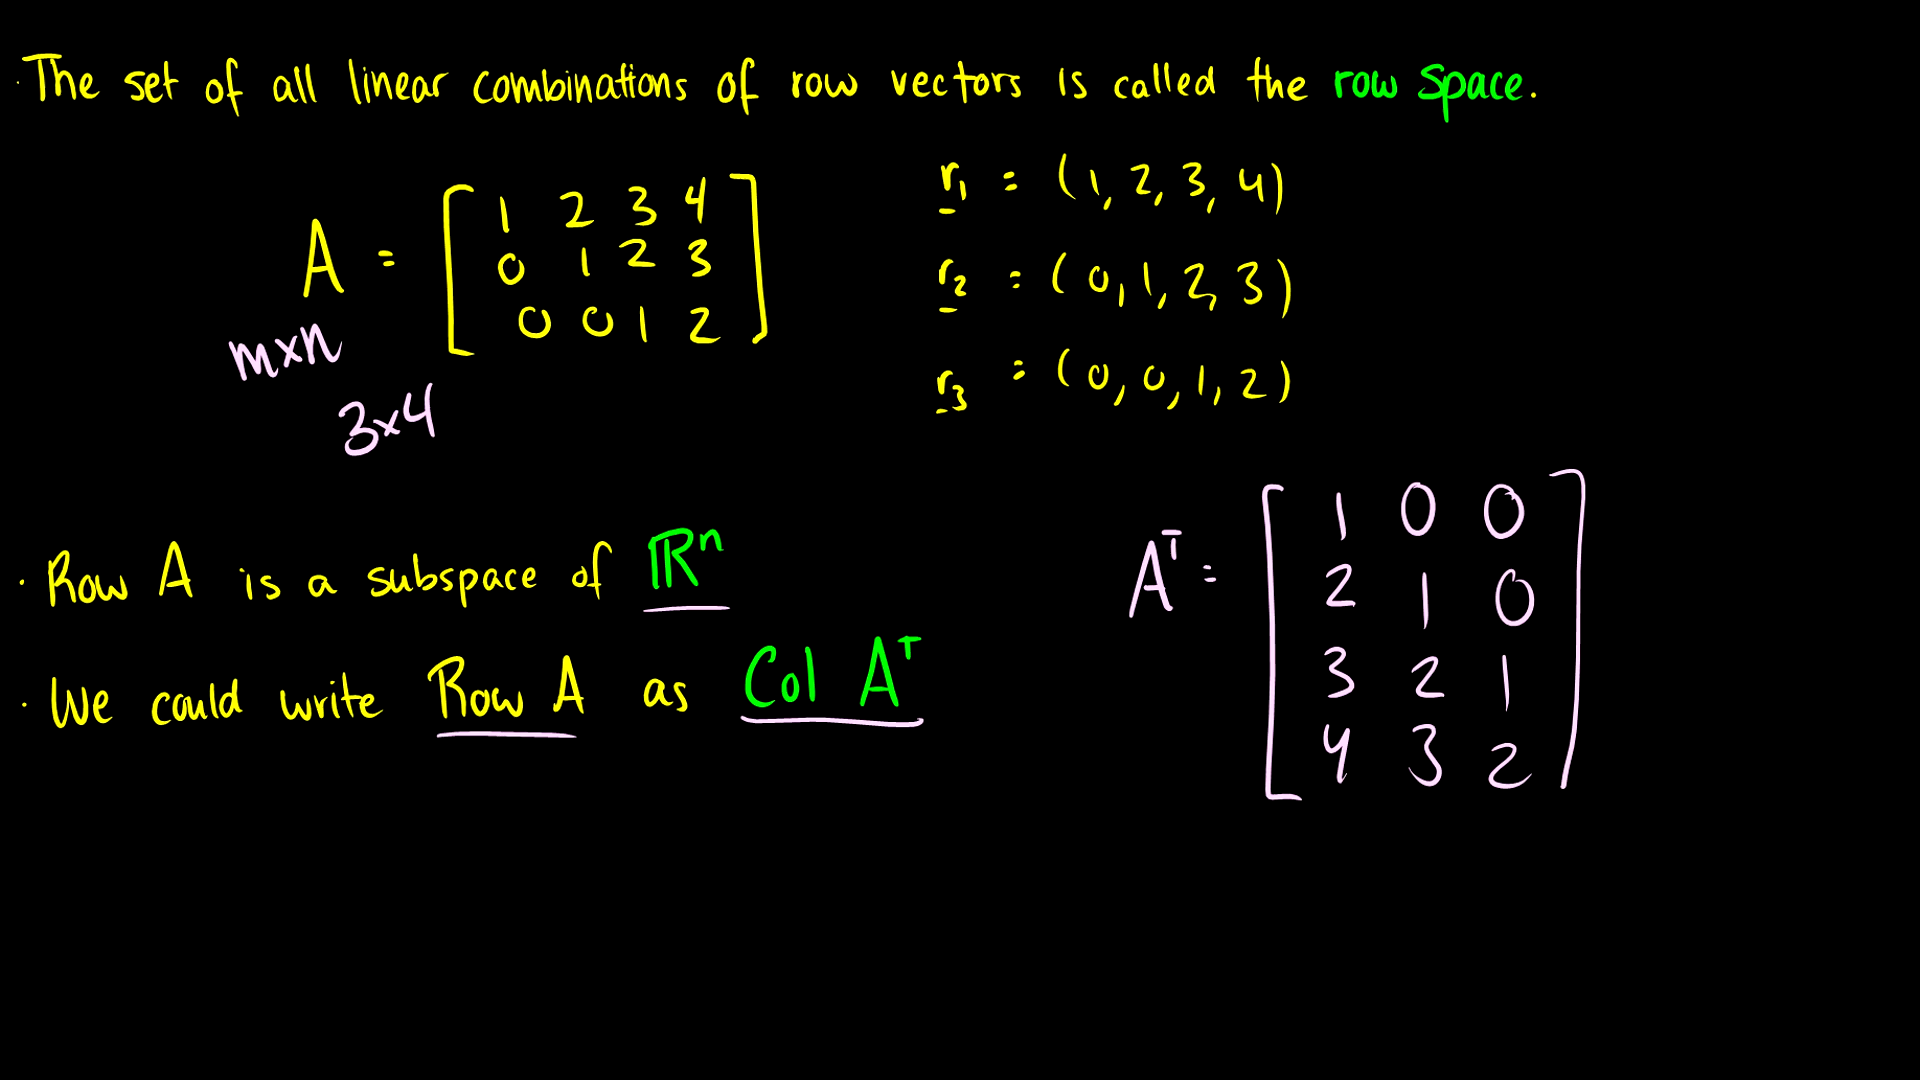 · The set of all linear combinations of row vectors is called the row space.
A = [ 1 2 3 4
0 1 2 3
0 0 1 2 ]
m×n
3×4
r1 = (1, 2, 3, 4)
r2 = (0, 1, 2, 3)
r3 = (0, 0, 1, 2)
· Row A is a subspace of ℝⁿ
· We could write Row A as Col Aᵀ
Aᵀ = [ 1 0 0
2 1 0
3 2 1
4 3 2 ]